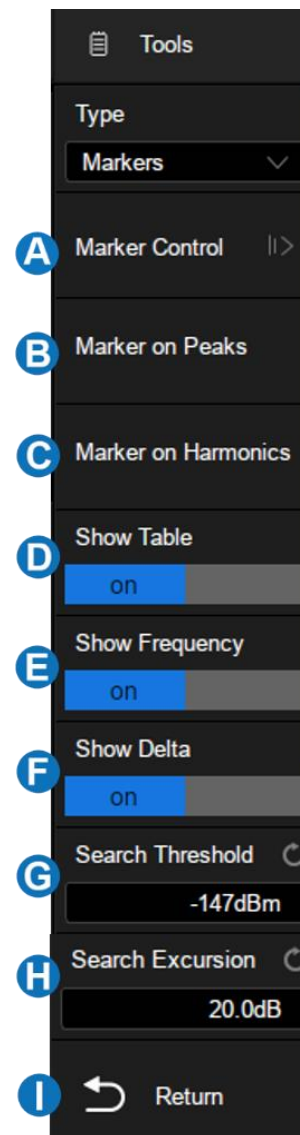 Tools
Type
Markers
A Marker Control
B Marker on Peaks
C Marker on Harmonics
Show Table
D on
Show Frequency
E on
Show Delta
F on
Search Threshold
G -147dBm
Search Excursion
H 20.0dB
I Return